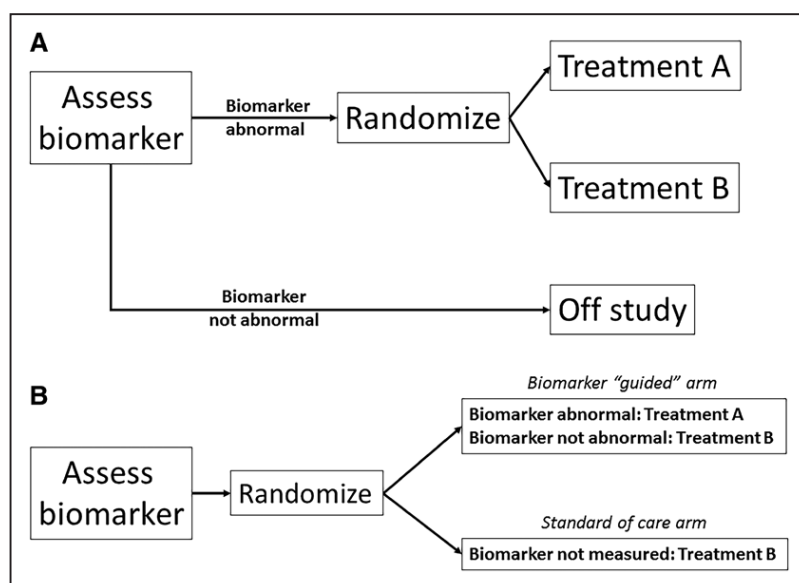 A
Assess
biomarker
Biomarker
abnormal
Randomize
Treatment A
Treatment B
Biomarker
not abnormal
Off study
B
Assess
biomarker
Randomize
Biomarker “guided” arm
Biomarker abnormal: Treatment A
Biomarker not abnormal: Treatment B
Standard of care arm
Biomarker not measured: Treatment B